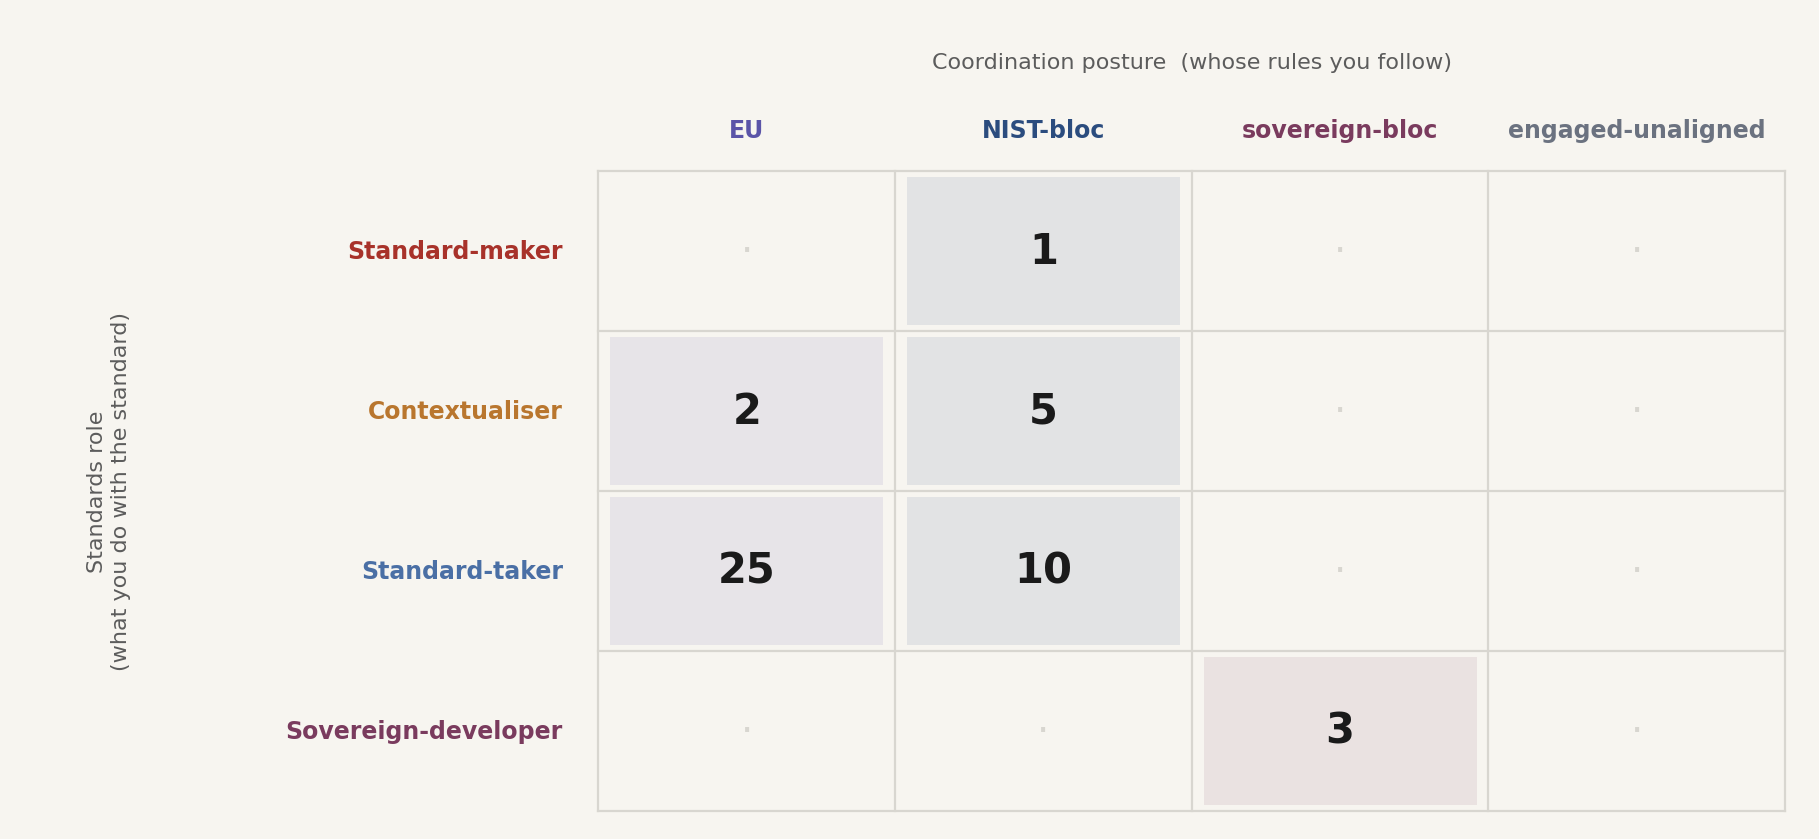 Coordination posture  (whose rules you follow)
EU NIST-bloc sovereign-bloc engaged-unaligned
Standards role
(what you do with the standard)
Standard-maker · 1 · ·
Contextualiser 2 5 · ·
Standard-taker 25 10 · ·
Sovereign-developer · · 3 ·